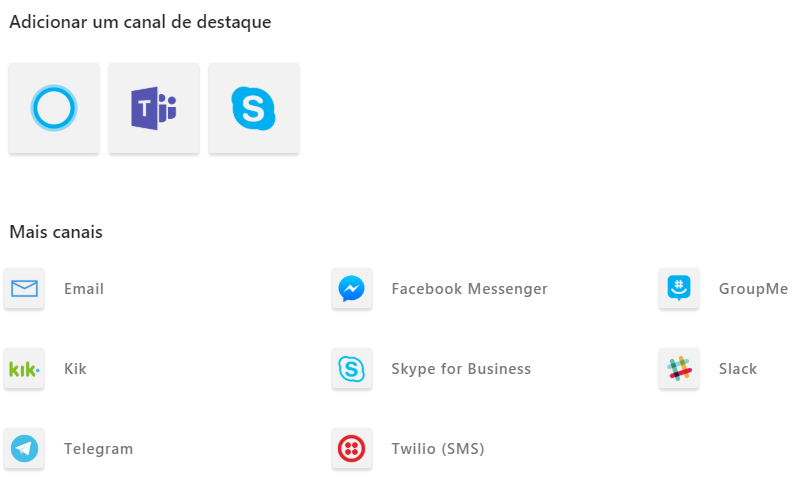 Adicionar um canal de destaque
T
S
Mais canais
Email
Facebook Messenger
#
GroupMe
kik.
Kik
S
Skype for Business
Slack
Telegram
Twilio (SMS)